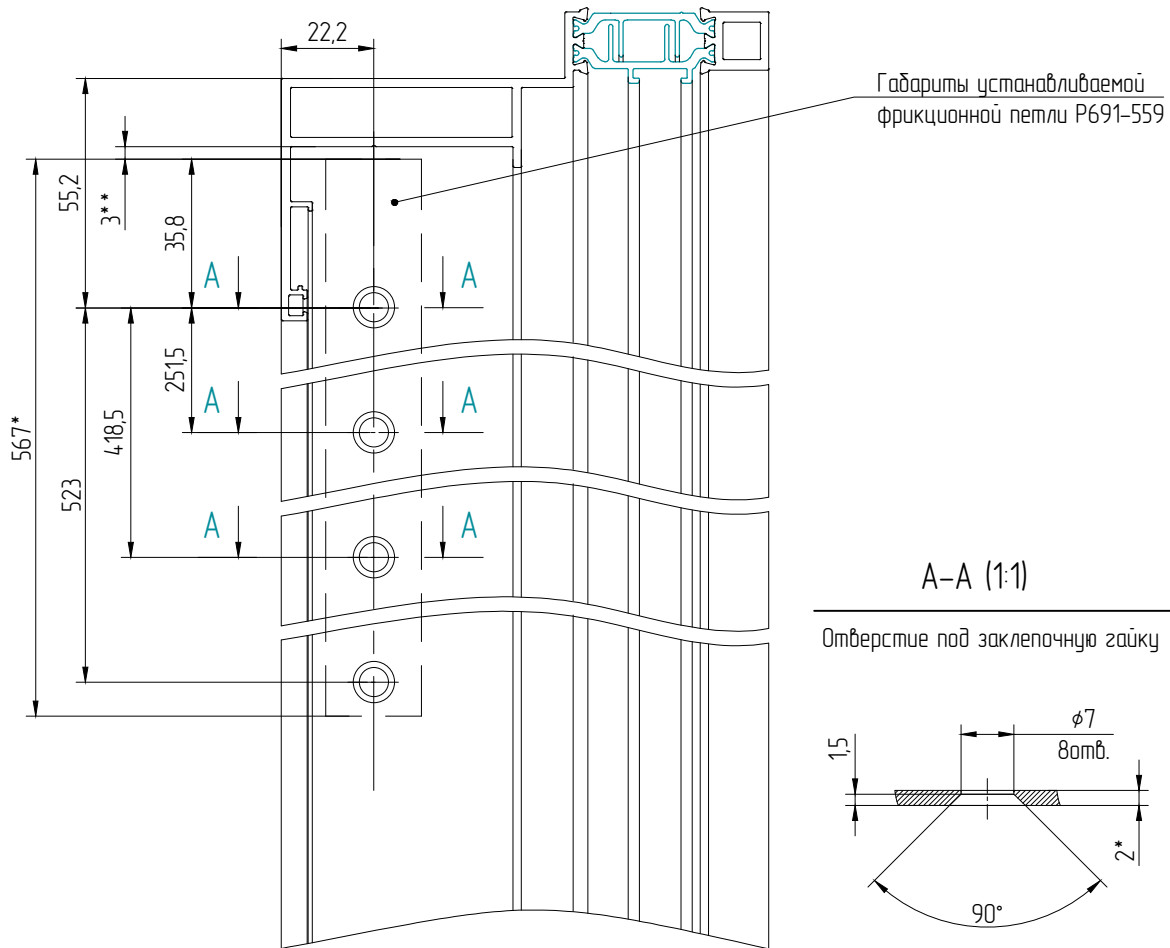 22,2
Габариты устанавливаемой
фрикционной петли Р691-559
55,2
3**
35,8
А А
251,5
567*
418,5
А А
523
А А
А-А (1:1)
Отверстие под заклепочную гайку
1,5
⌀7
8отв.
2*
90°